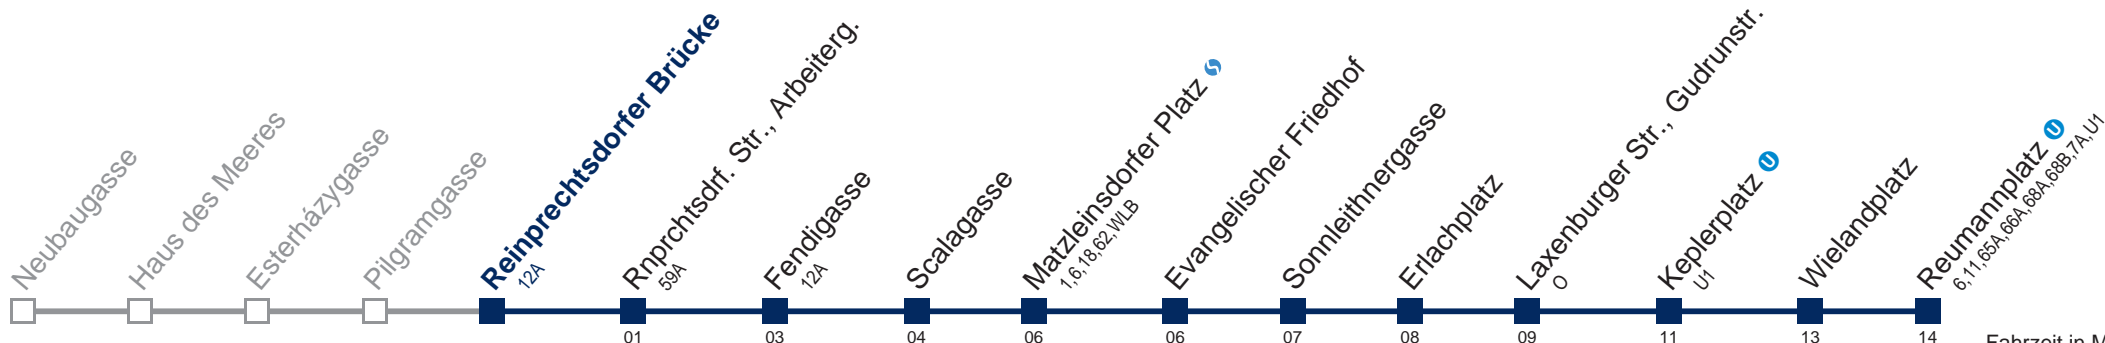 Neubaugasse
Haus des Meeres
Esterházygasse
Pilgramgasse
Reinprechtsdorfer Brücke
12A
Rnprchtsdrf. Str., Arbeiterg.
59A
Fendigasse
12A
Scalagasse
Matzleinsdorfer Platz
1,6,18,62,WLB
Evangelischer Friedhof
Sonnleithnergasse
Erlachplatz
Laxenburger Str., Gudrunstr.
O
Keplerplatz U
U1
Wielandplatz
Reumannplatz U
6,11,65A,66A,68A,68B,7A,U1
01 03 04 06 06 07 08 09 11 13 14
Fahrzeit in M